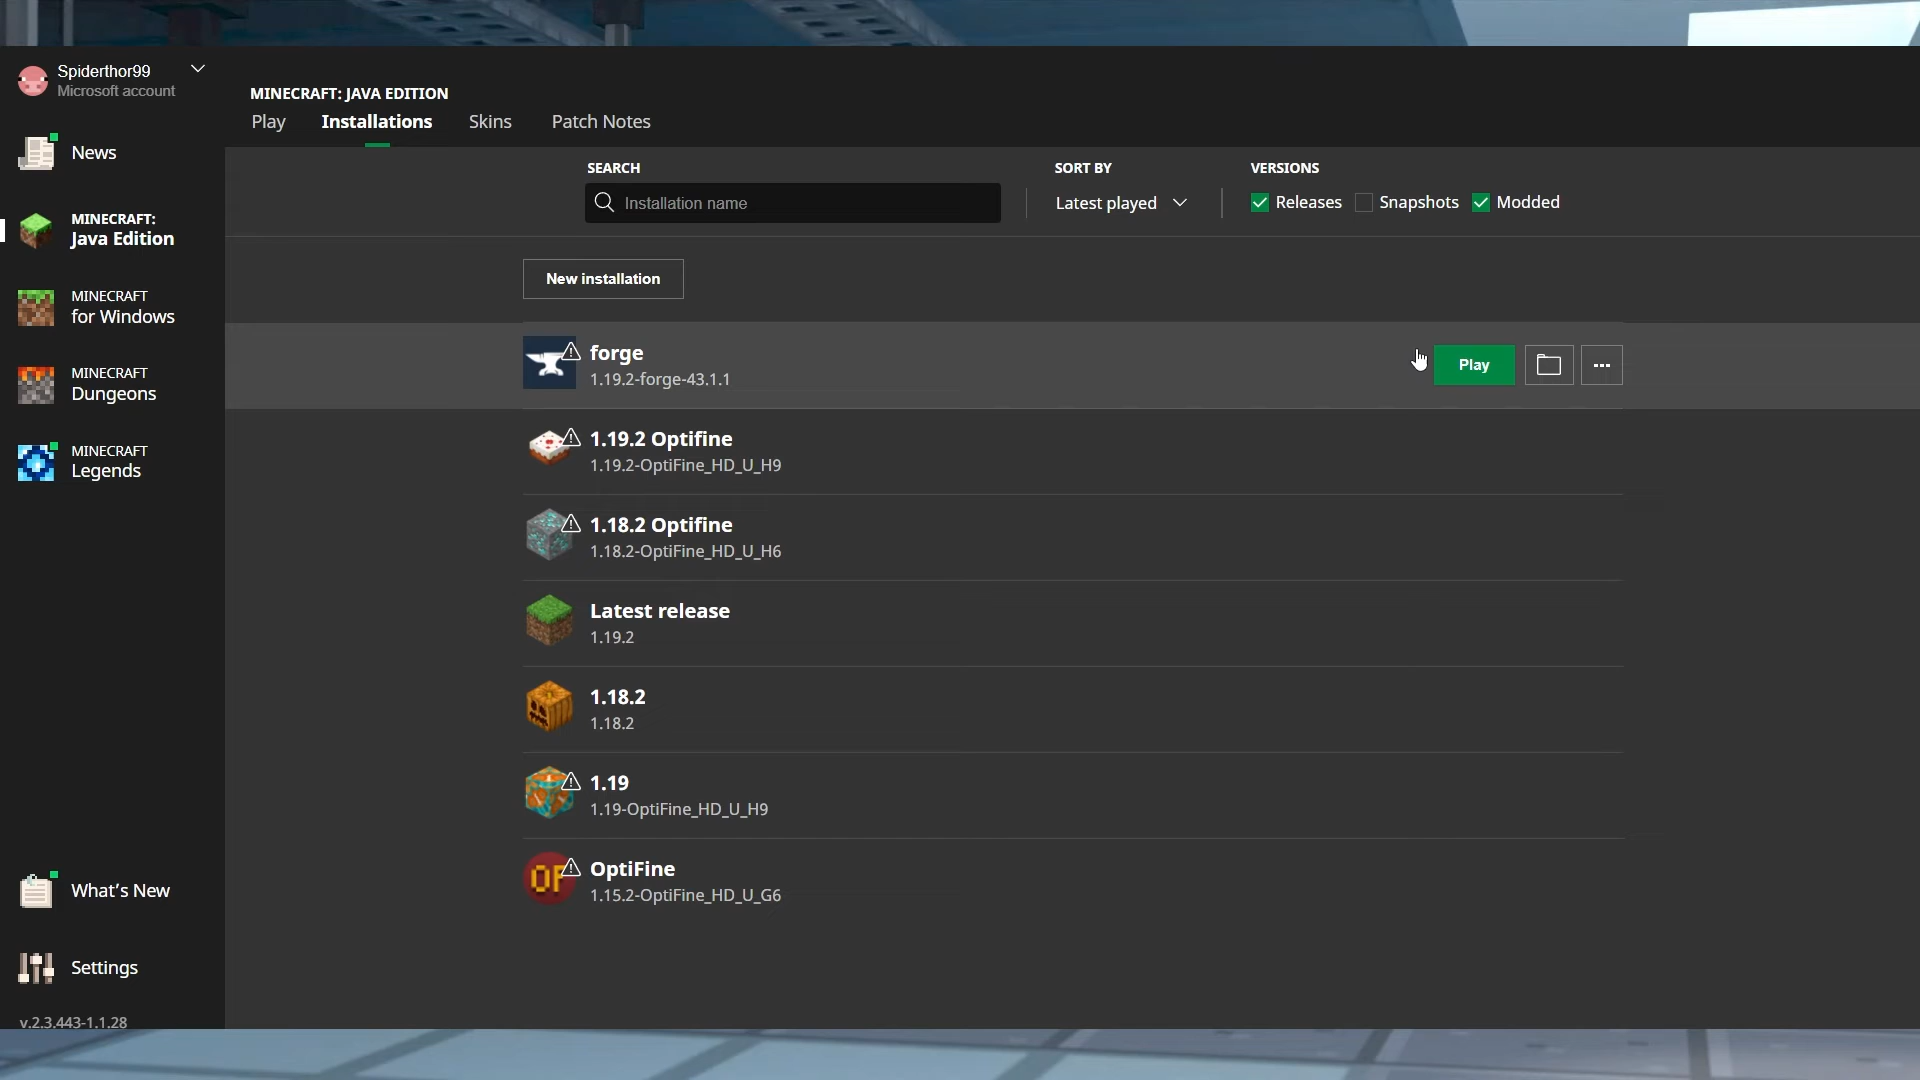 Spiderthor99
Microsoft account
News
MINECRAFT:
Java Edition
MINECRAFT
for Windows
MINECRAFT
Dungeons
MINECRAFT
Legends
What's New
Settings
v.2.3.443-1.1.28
MINECRAFT: JAVA EDITION
Play Installations Skins Patch Notes
SEARCH SORT BY VERSIONS
Installation name Latest played Releases Snapshots Modded
New installation
forge
1.19.2-forge-43.1.1
Play
1.19.2 Optifine
1.19.2-OptiFine_HD_U_H9
1.18.2 Optifine
1.18.2-OptiFine_HD_U_H6
Latest release
1.19.2
1.18.2
1.18.2
1.19
1.19-OptiFine_HD_U_H9
OF
OptiFine
1.15.2-OptiFine_HD_U_G6